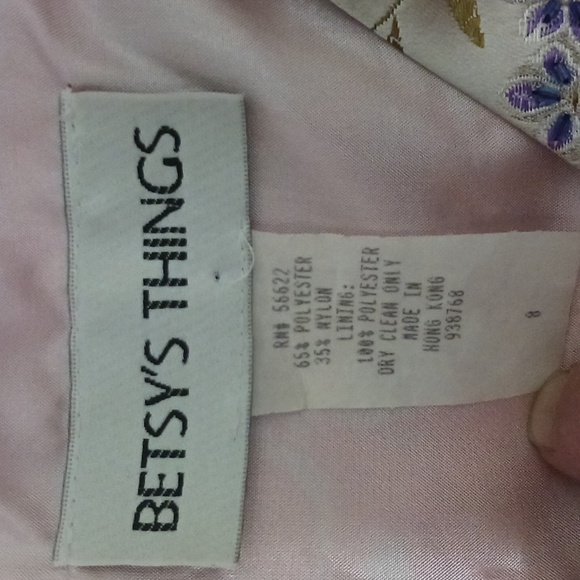 BETSY'S THINGS
RN# 56622
65% POLYESTER
35% NYLON
LINING:
100% POLYESTER
DRY CLEAN ONLY
MADE IN
HONG KONG
938768
8